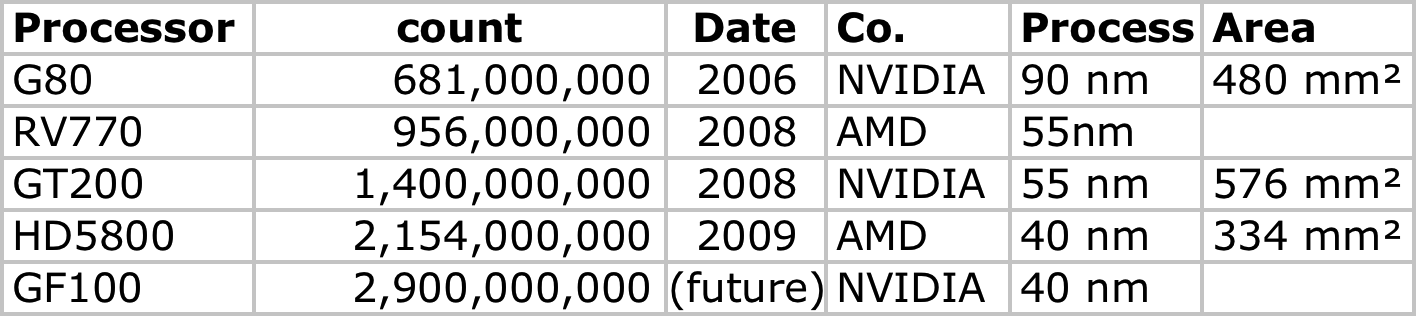 Processor count Date Co. Process Area
G80 681,000,000 2006 NVIDIA 90 nm 480 mm²
RV770 956,000,000 2008 AMD 55nm
GT200 1,400,000,000 2008 NVIDIA 55 nm 576 mm²
HD5800 2,154,000,000 2009 AMD 40 nm 334 mm²
GF100 2,900,000,000 (future) NVIDIA 40 nm